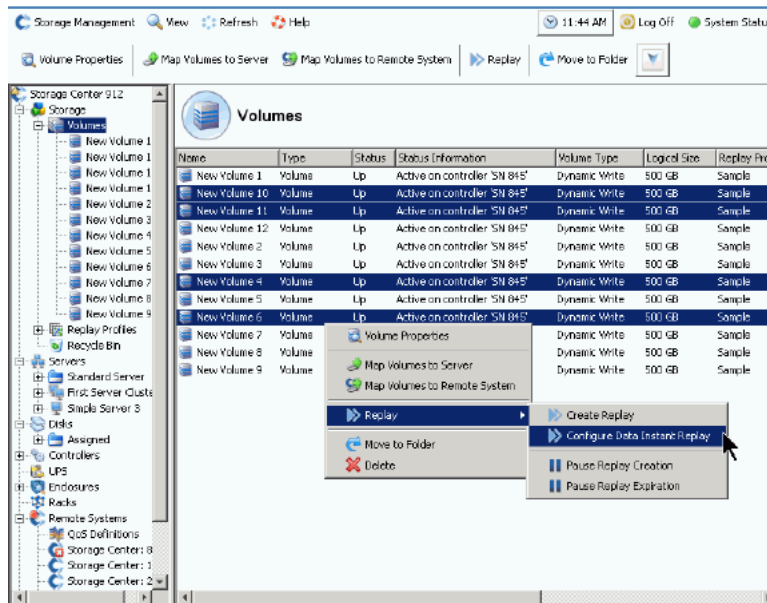 Storage Management View Refresh Help 11:44 AM Log Off System Statu
Volume Properties Map Volumes to Server Map Volumes to Remote System Replay Move to Folder
Storage Center 912
Storage
Volumes
New Volume 1
New Volume 1
New Volume 1
New Volume 1
New Volume 2
New Volume 3
New Volume 4
New Volume 5
New Volume 6
New Volume 7
New Volume 8
New Volume 9
Replay Profiles
Recycle Bin
Servers
Standard Server
First Server Cluste
Simple Server 3
Disks
Assigned
Controllers
UPS
Enclosures
Racks
Remote Systems
QoS Definitions
Storage Center: 8
Storage Center: 1
Storage Center: 2
Volumes
Name Type Status Status Information Volume Type Logical Size Replay Pro
New Volume 1 Volume Up Active on controller 'SN 845' Dynamic Write 500 GB Sample
New Volume 10 Volume Up Active on controller 'SN 845' Dynamic Write 500 GB Sample
New Volume 11 Volume Up Active on controller 'SN 845' Dynamic Write 500 GB Sample
New Volume 12 Volume Up Active on controller 'SN 845' Dynamic Write 500 GB Sample
New Volume 2 Volume Up Active on controller 'SN 845' Dynamic Write 500 GB Sample
New Volume 3 Volume Up Active on controller 'SN 845' Dynamic Write 500 GB Sample
New Volume 4 Volume Up Active on controller 'SN 845' Dynamic Write 500 GB Sample
New Volume 5 Volume Up Active on controller 'SN 845' Dynamic Write 500 GB Sample
New Volume 6 Volume Up Active on controller 'SN 845' Dynamic Write 500 GB Sample
New Volume 7 Volume Dynamic Write 500 GB Sample
New Volume 8 Volume Dynamic Write 500 GB Sample
New Volume 9 Volume Dynamic Write 500 GB Sample
Volume Properties
Map Volumes to Server
Map Volumes to Remote System
Replay
Move to Folder
Delete
Create Replay
Configure Data Instant Replay
Pause Replay Creation
Pause Replay Expiration